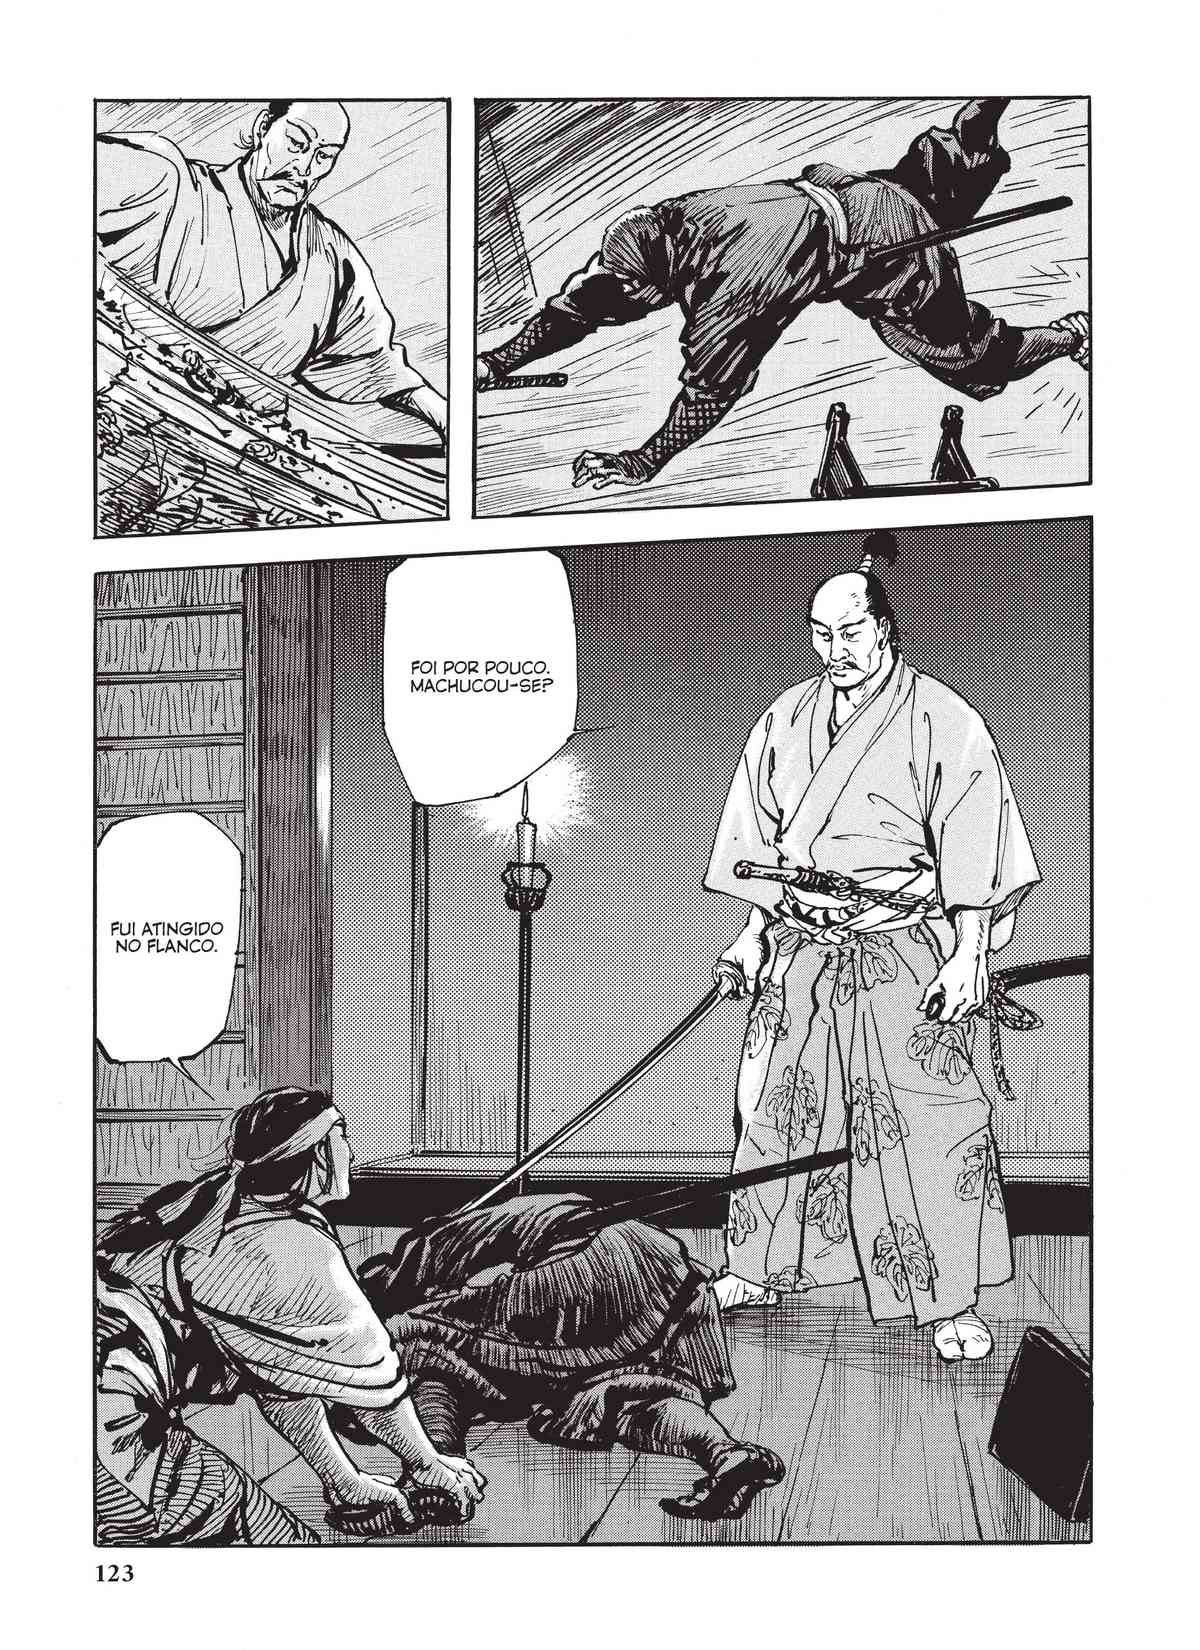 FOI POR POUCO.
MACHUCOU-SE?
FUI ATINGIDO
NO FLANCO.
123